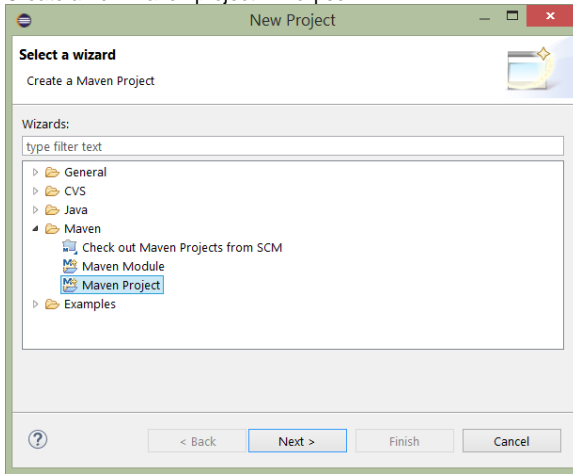 New Project
Select a wizard
Create a Maven Project
Wizards:
type filter text
General
CVS
Java
Maven
Check out Maven Projects from SCM
Maven Module
Maven Project
Examples
< Back
Next >
Finish
Cancel